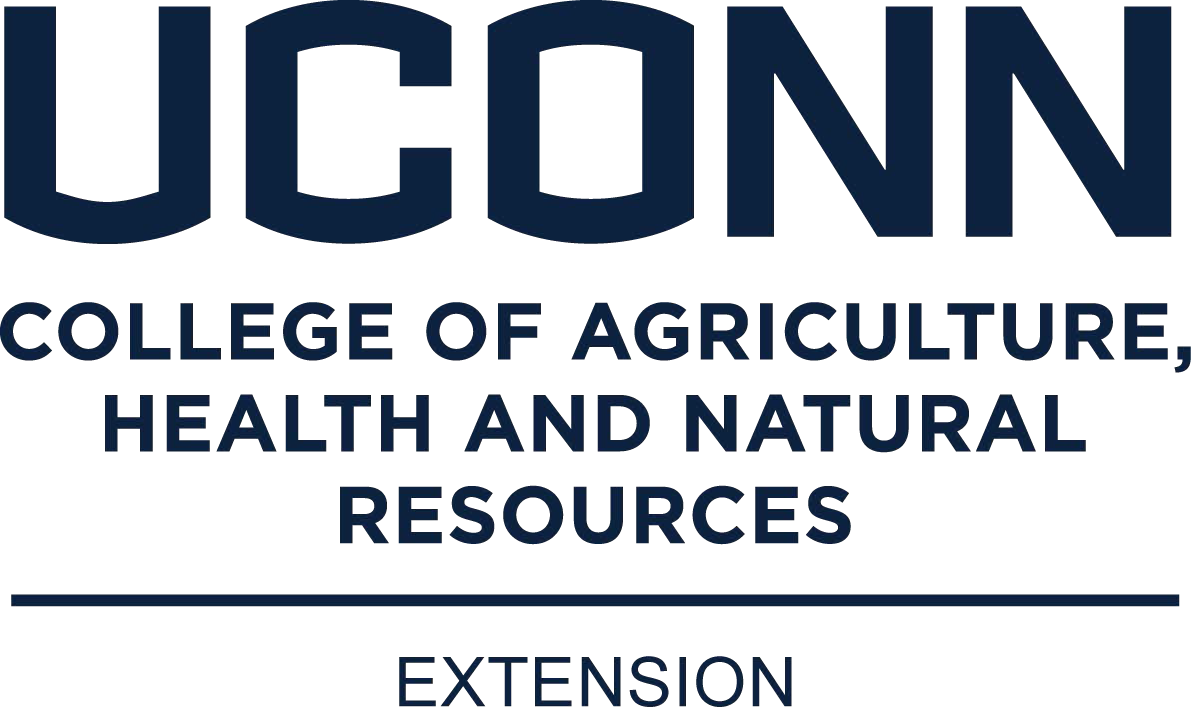 UCONN
COLLEGE OF AGRICULTURE,
HEALTH AND NATURAL
RESOURCES
EXTENSION